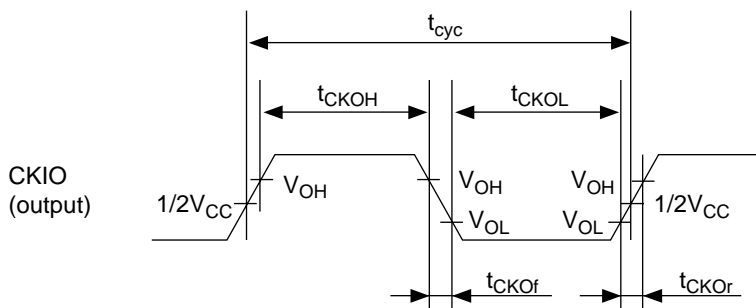 tcyc
tCKOH
tCKOL
CKIO
(output)
1/2VCC
VOH
VOH
VOL
VOH
VOL
1/2VCC
tCKOf
tCKOr